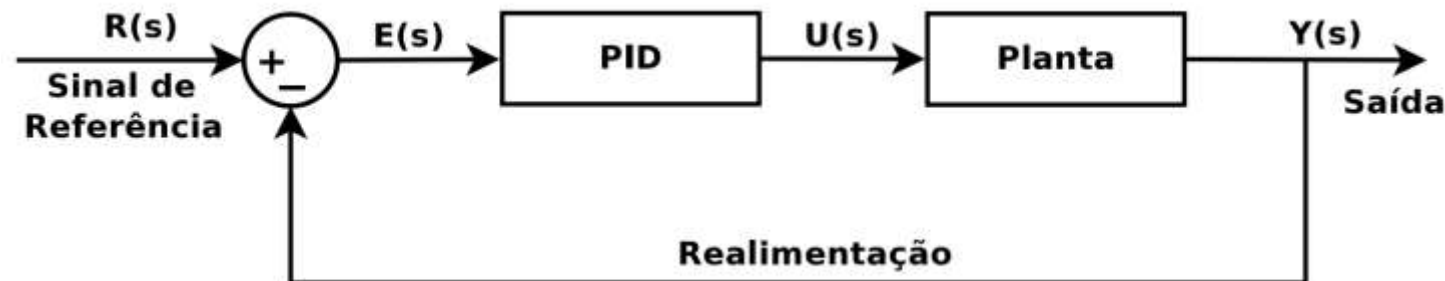 R(s)
Sinal de
Referência
+
−
E(s)
PID
U(s)
Planta
Y(s)
Saída
Realimentação